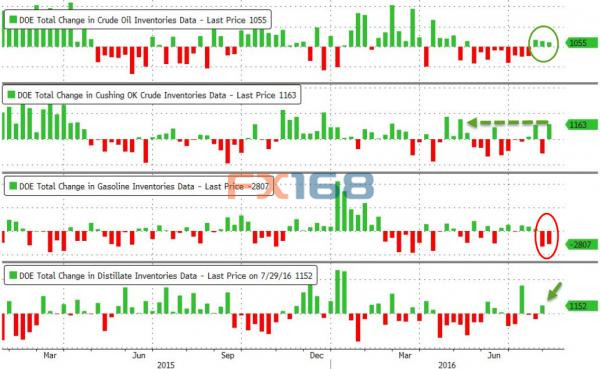 DOE Total Change in Crude Oil Inventories Data - Last Price 1055
1055
DOE Total Change in Cushing OK Crude Inventories Data - Last Price 1163
1163
FX168
DOE Total Change in Gasoline Inventories Data - Last Price -2807
-2807
DOE Total Change in Distillate Inventories Data - Last Price on 7/29/16 1152
1152
Mar Jun Sep Dec Mar Jun
2015 2016